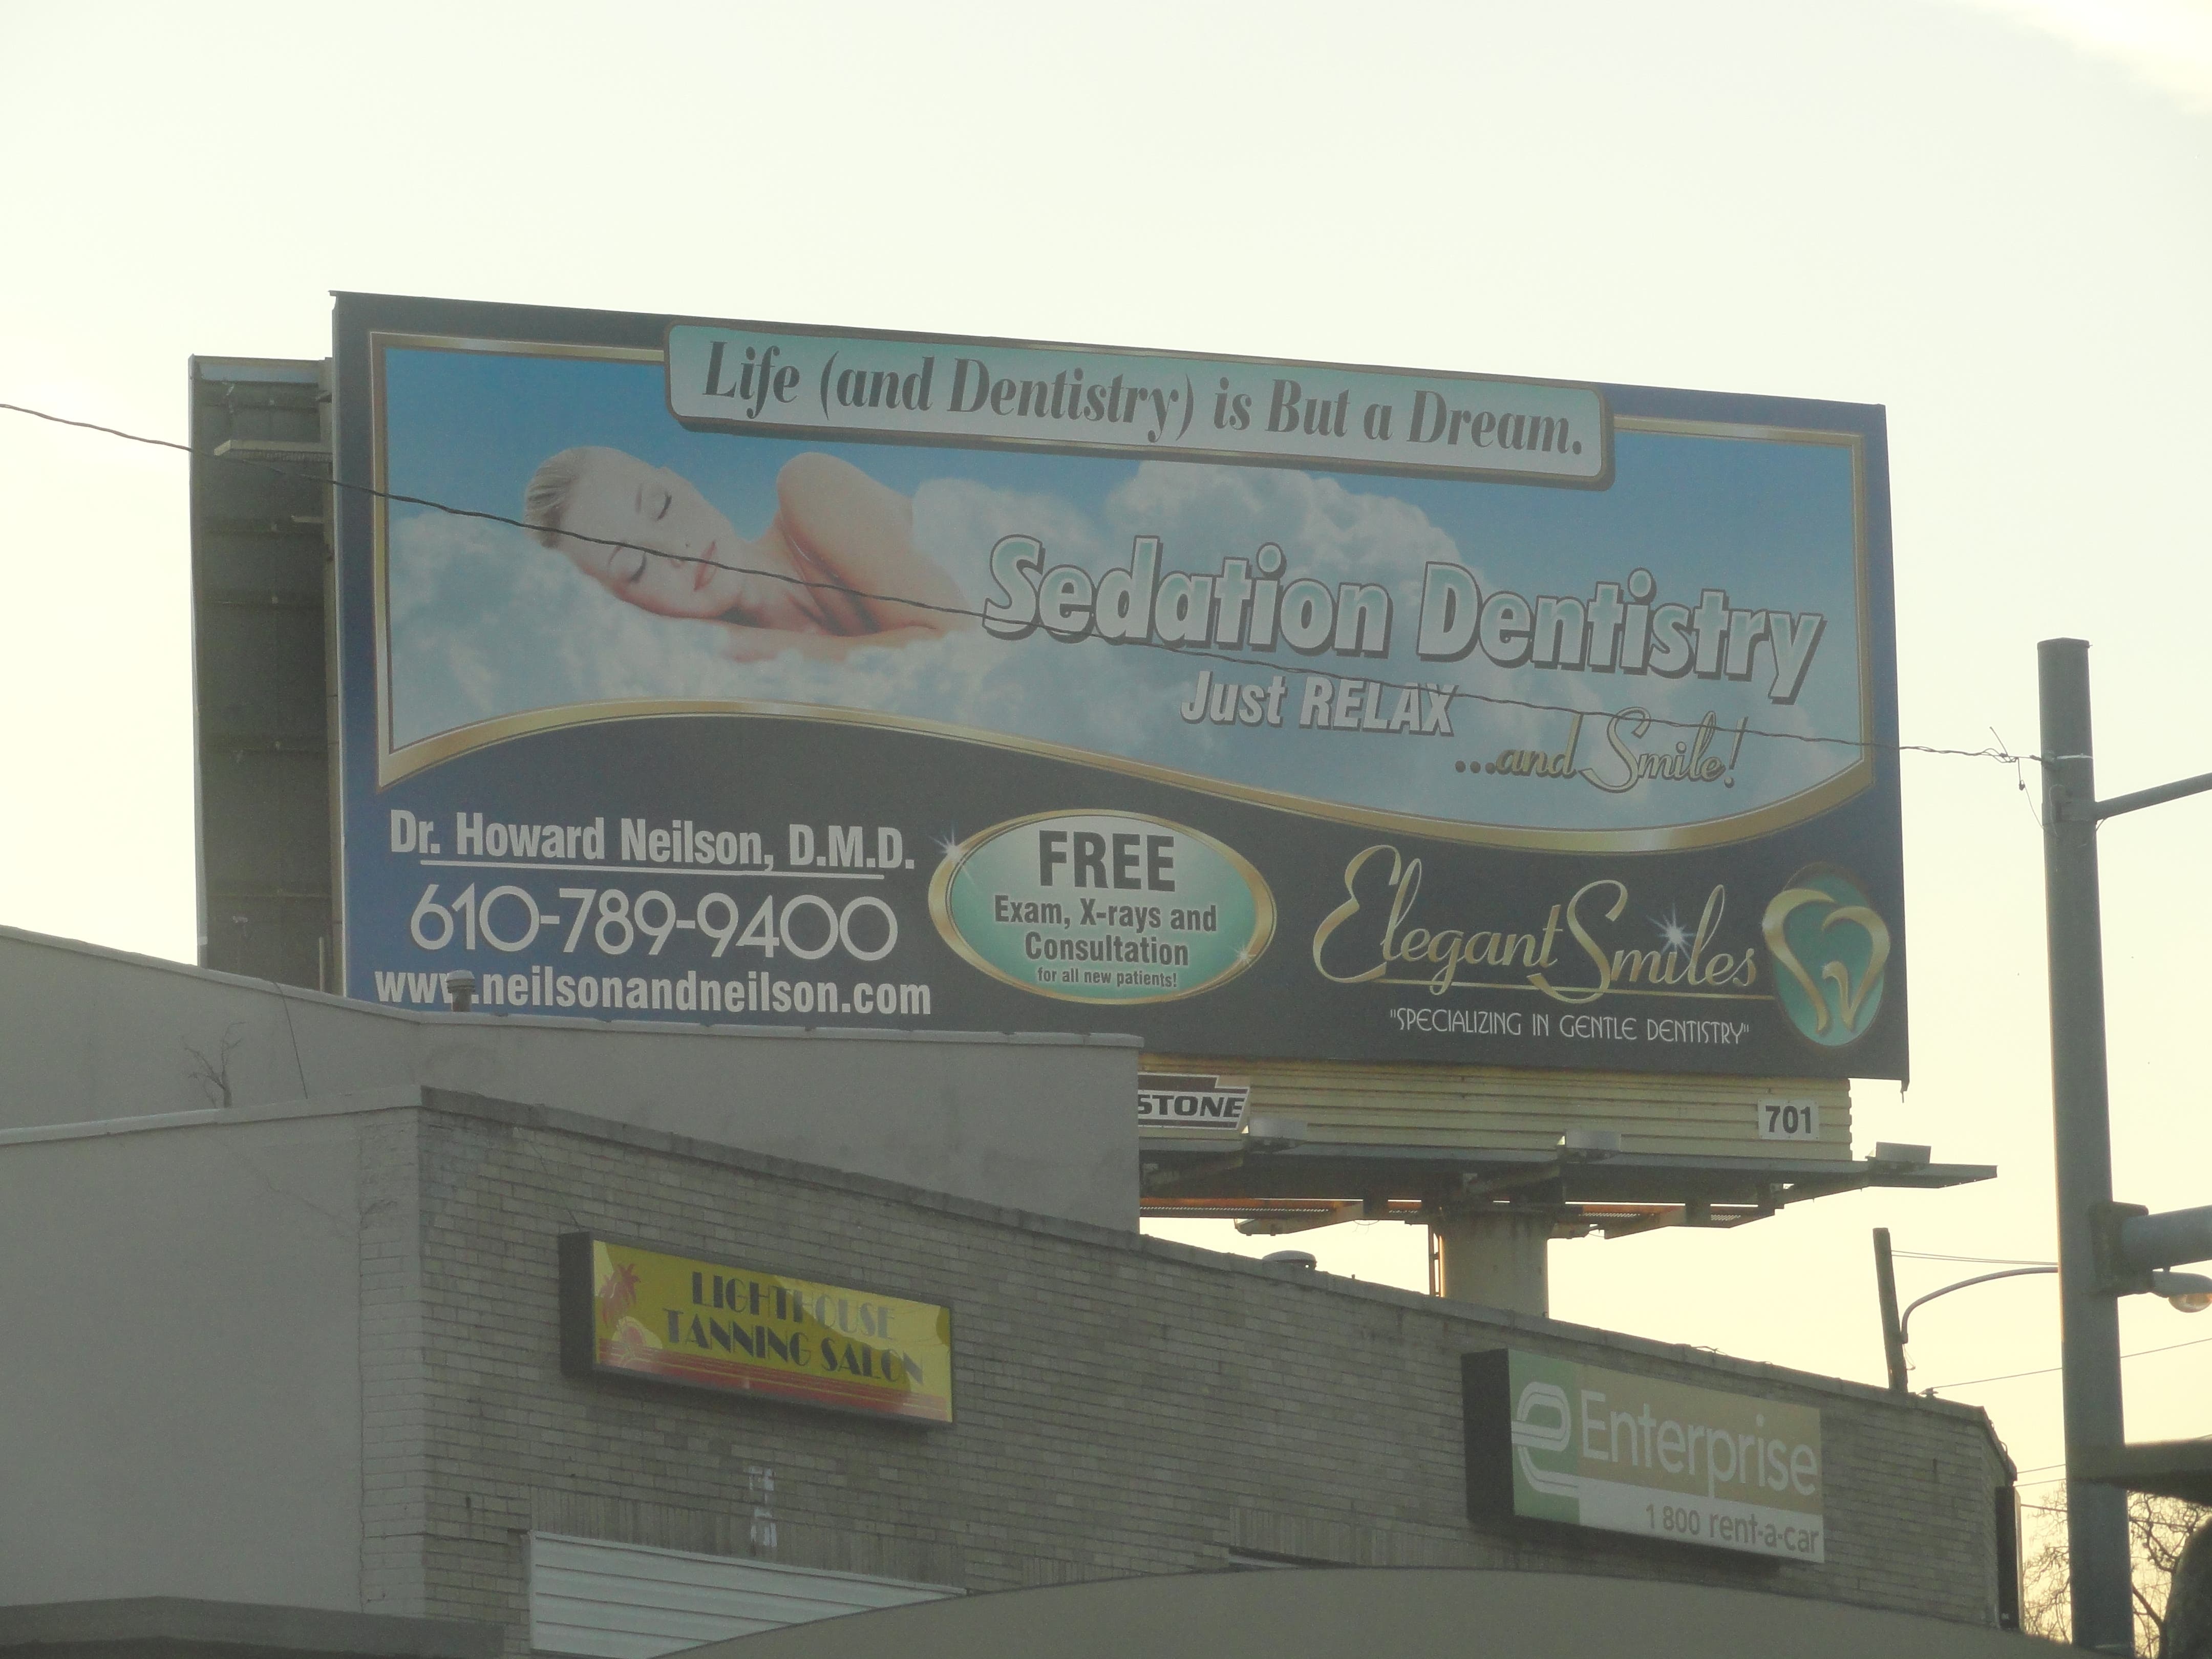 Life (and Dentistry) is But a Dream.
Sedation Dentistry
Just RELAX
...and Smile!
Dr. Howard Neilson, D.M.D.
610-789-9400
www.neilsonandneilson.com
FREE
Exam, X-rays and
Consultation
for all new patients!
Elegant Smiles
"SPECIALIZING IN GENTLE DENTISTRY"
STONE
701
LIGHTHOUSE
TANNING SALON
e Enterprise
1 800 rent-a-car